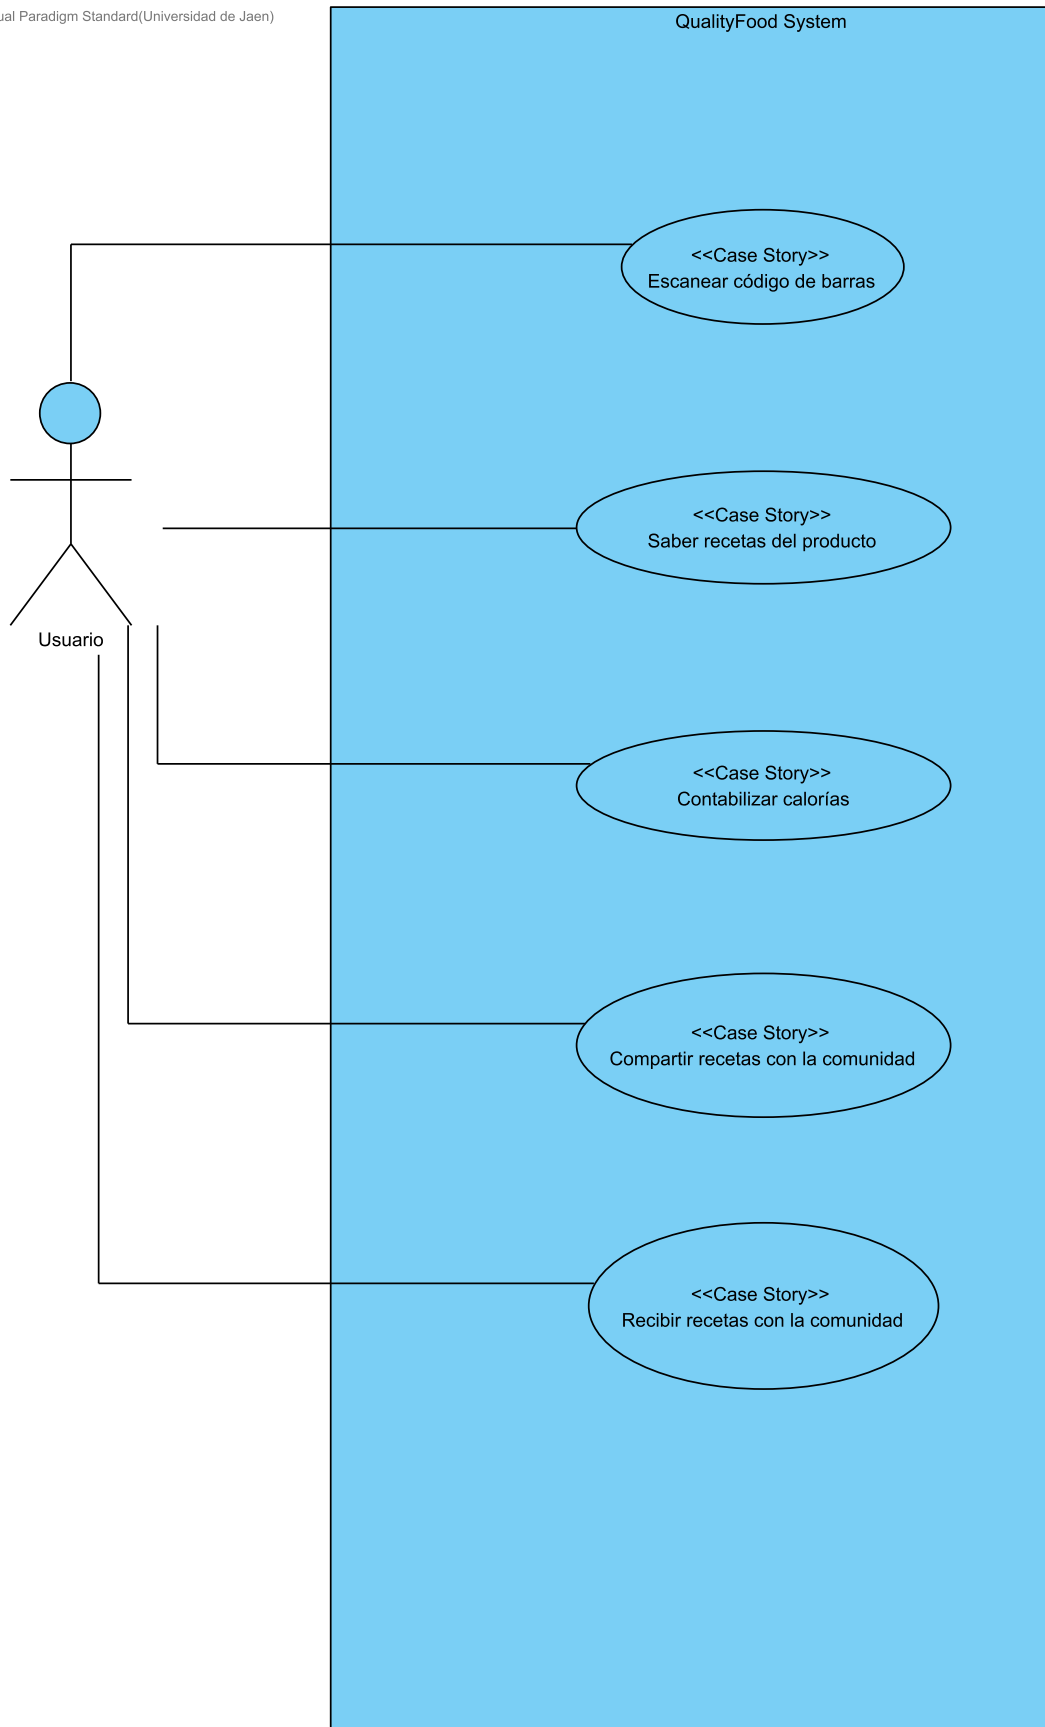 ual Paradigm Standard(Universidad de Jaen)
QualityFood System
<<Case Story>>
Escanear código de barras
<<Case Story>>
Saber recetas del producto
Usuario
<<Case Story>>
Contabilizar calorías
<<Case Story>>
Compartir recetas con la comunidad
<<Case Story>>
Recibir recetas con la comunidad